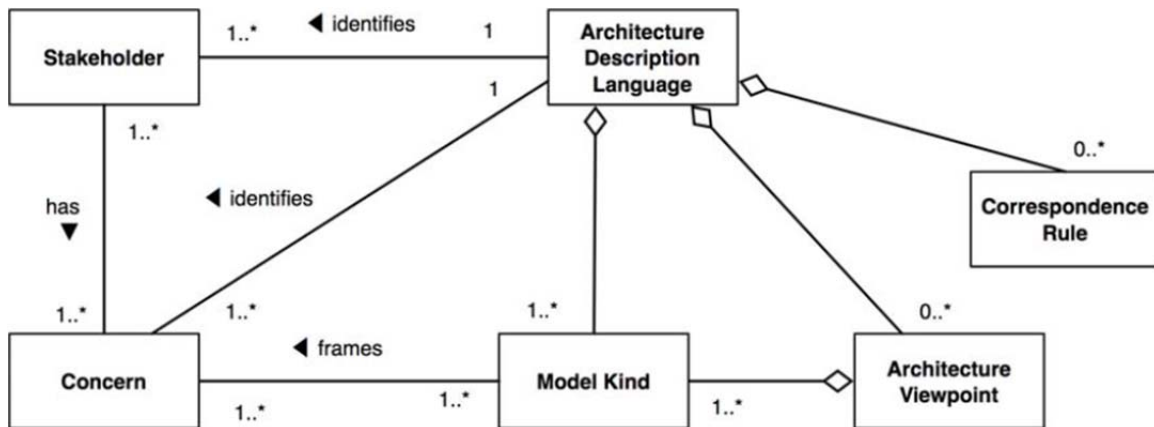 Stakeholder
1..*
◀ identifies
1
Architecture
Description
Language
1
1..*
0..*
◀ identifies
has
▼
Correspondence
Rule
1..*
1..*
1..*
0..*
◀ frames
Concern
Model Kind
Architecture
Viewpoint
1..*
1..*
1..*